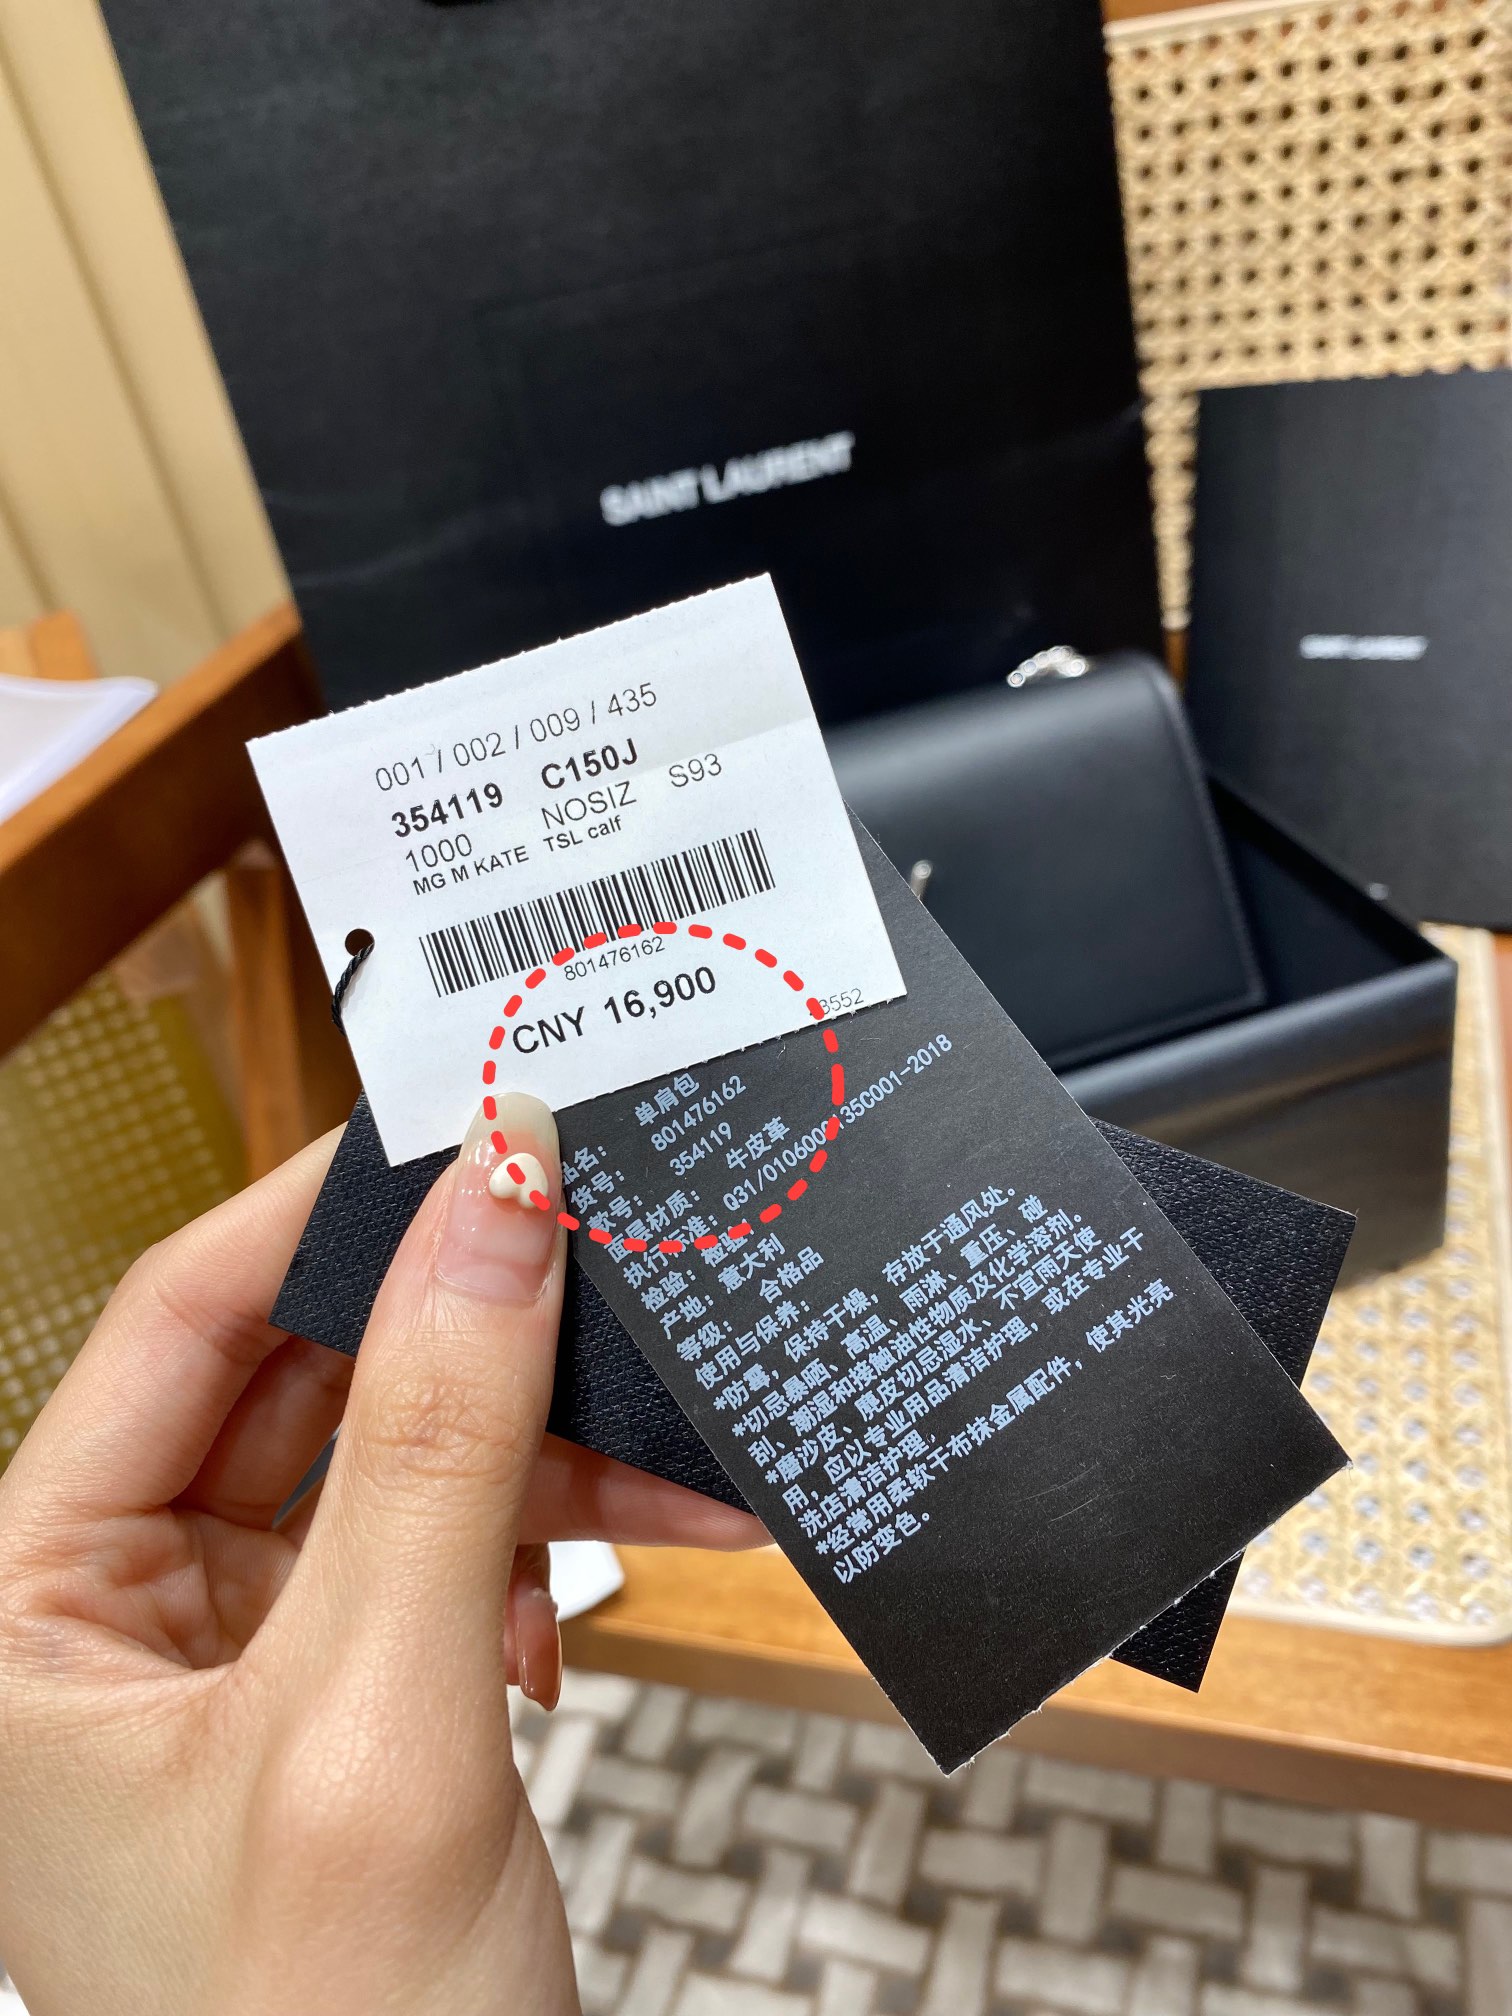 SAINT LAURENT
SAINT LAURENT
001 / 002 / 009 / 435
354119 C150J
1000 NOSIZ S93
MG M KATE TSL calf
801476162
CNY 16,900
3552
品名: 单肩包
货号: 801476162
款号: 354119
面层材质: 牛皮革
执行标准: Q31/0106000135C001-2018
检验:
产地: 意大利
等级: 合格品
使用与保养:
*防霉,保持干燥,存放于通风处。
*切忌暴晒、高温、雨淋、重压、碰
刮、潮湿和接触油性物质及化学溶剂。
*磨沙皮、麂皮切忌湿水、不宜雨天使
用,应以专业用品清洁护理,或在专业干
洗店清洁护理。
*经常用柔软干布抹金属配件,使其光亮
以防变色。